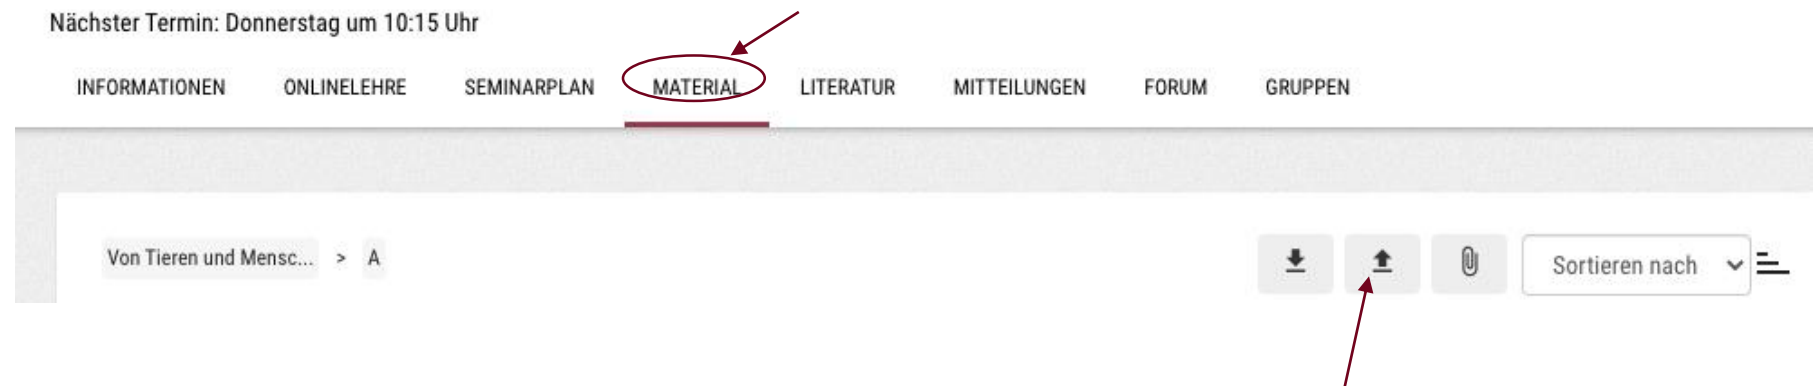 Nächster Termin: Donnerstag um 10:15 Uhr
INFORMATIONEN ONLINELEHRE SEMINARPLAN MATERIAL LITERATUR MITTEILUNGEN FORUM GRUPPEN
Von Tieren und Mensc... > A Sortieren nach